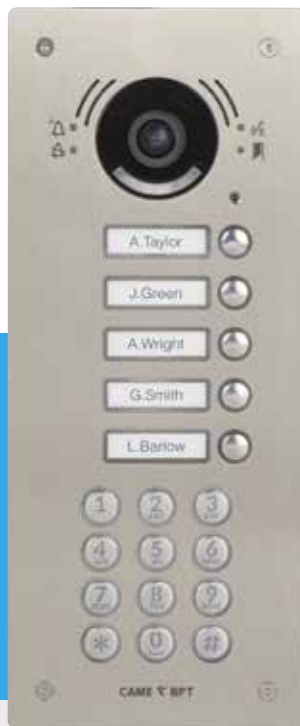 A.Taylor
J.Green
A.Wright
G.Smith
L.Barlow
1 2 3
4 5 6
7 8 9
* 0 #
CAME BPT